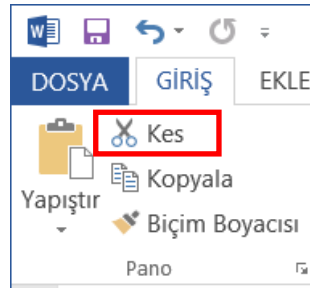 DOSYA GİRİŞ EKLE
Kes
Kopyala
Yapıştır
Biçim Boyacısı
Pano